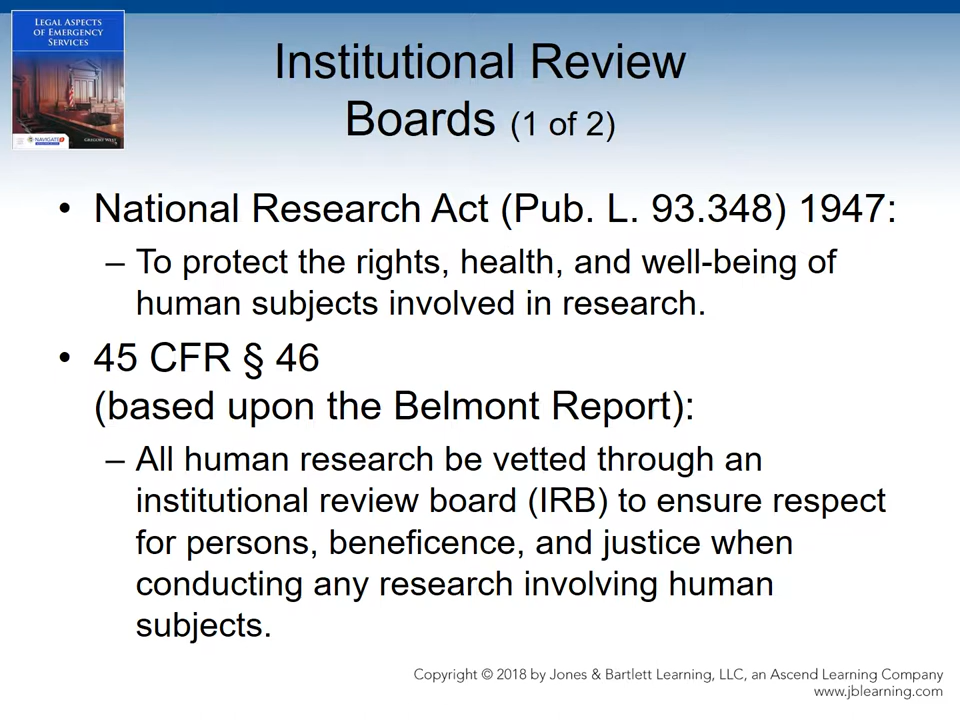 LEGAL ASPECTS
OF EMERGENCY
SERVICES
NAVIGATE
Institutional Review
Boards (1 of 2)
• National Research Act (Pub. L. 93.348) 1947:
– To protect the rights, health, and well-being of
human subjects involved in research.
• 45 CFR § 46
(based upon the Belmont Report):
– All human research be vetted through an
institutional review board (IRB) to ensure respect
for persons, beneficence, and justice when
conducting any research involving human
subjects.
Copyright © 2018 by Jones & Bartlett Learning, LLC, an Ascend Learning Company
www.jblearning.com